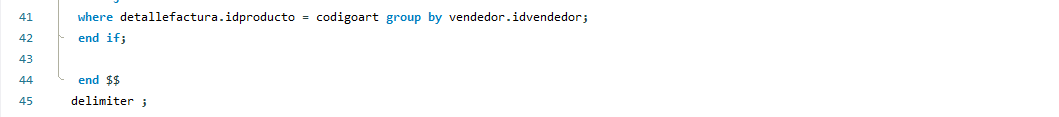 41 where detallefactura.idproducto = codigoart group by vendedor.idvendedor;
42 end if;
43
44 end $$
45 delimiter ;